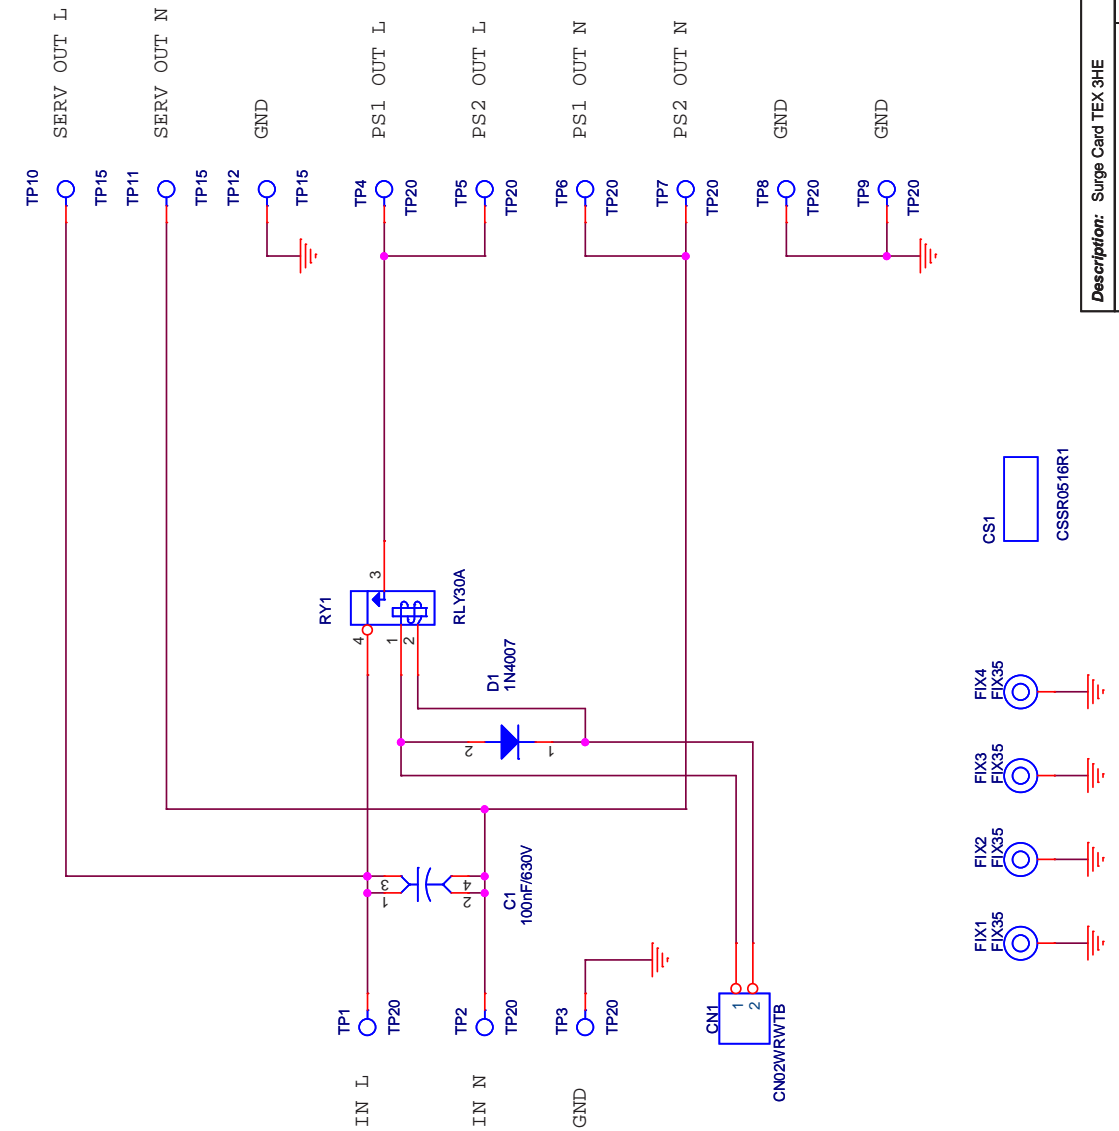 SERV OUT L
SERV OUT N
GND
PS1 OUT L
PS2 OUT L
PS1 OUT N
PS2 OUT N
GND
GND
TP10
TP15
TP11
TP15
TP12
TP15
TP4
TP20
TP5
TP20
TP6
TP20
TP7
TP20
TP8
TP20
TP9
TP20
Description: Surge Card TEX 3HE
RY1
3
4
1
2
RLY30A
D1
1N4007
2
1
CS1
CSSR0516R1
3
1
4
2
C1
100nF/630V
FIX4
FIX35
FIX3
FIX35
FIX2
FIX35
FIX1
FIX35
TP1
TP20
TP2
TP20
TP3
TP20
CN1
1
2
CN02WRWTB
IN L
IN N
GND